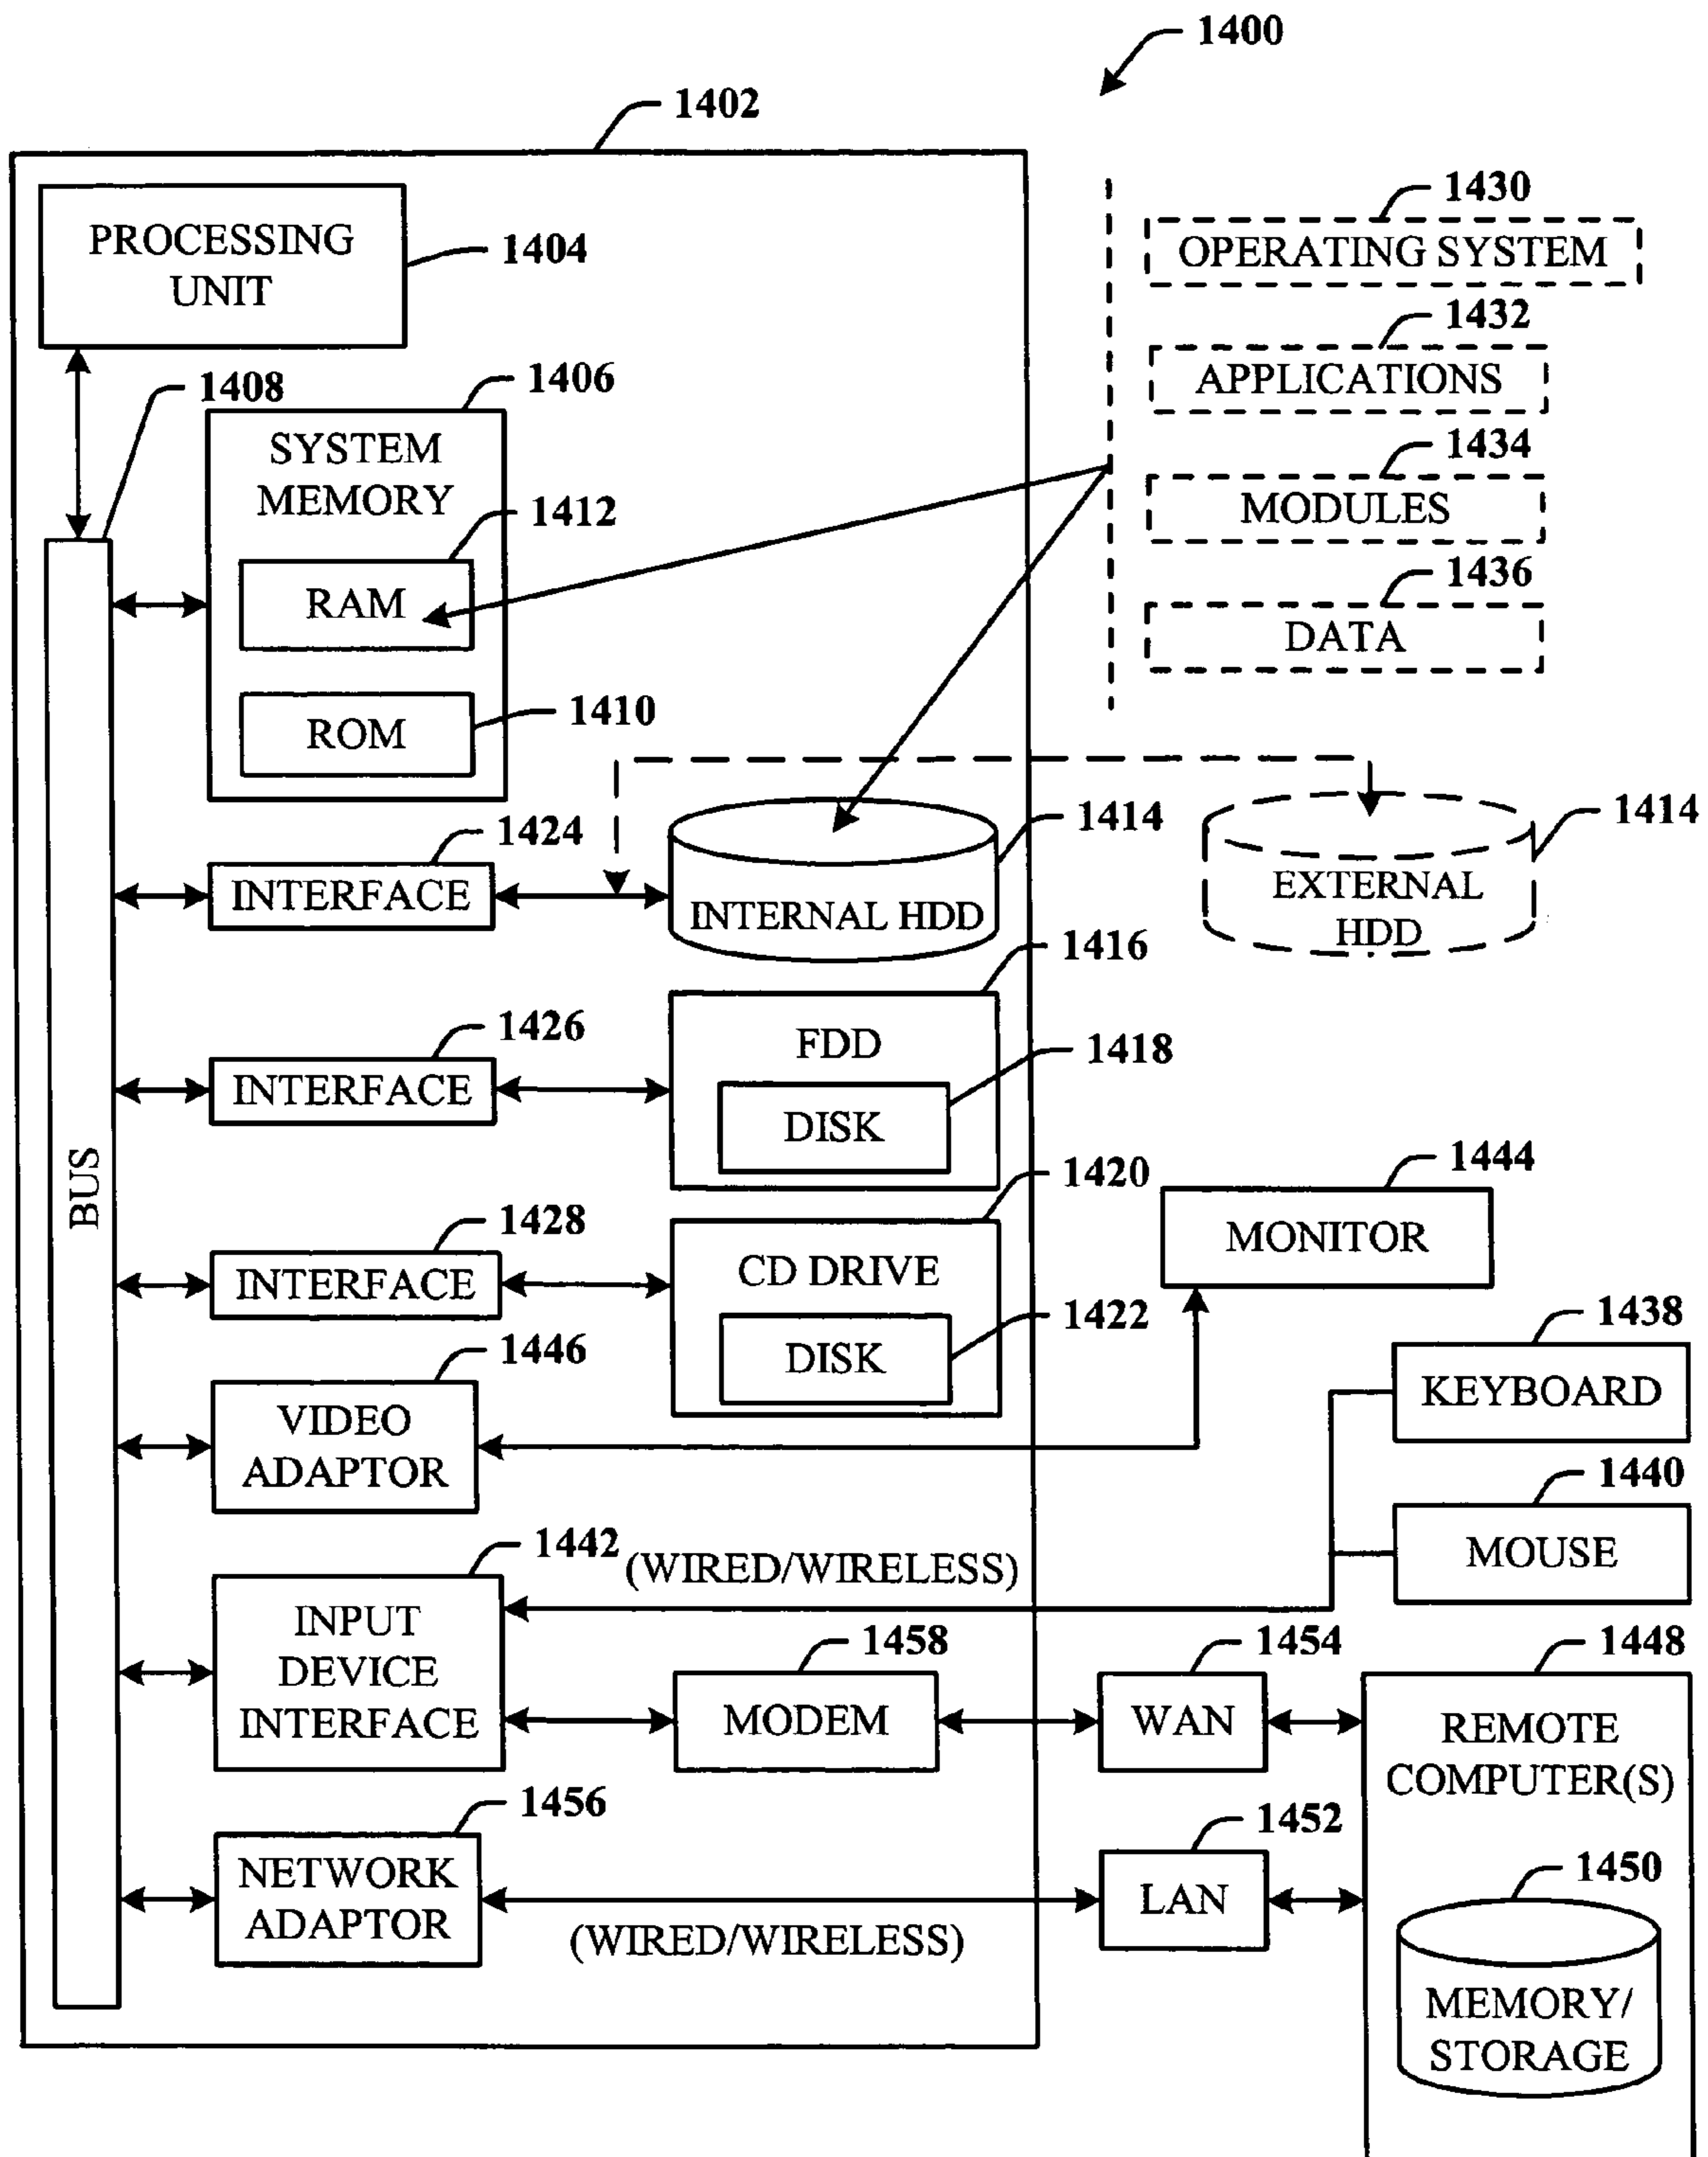 1400
1402
PROCESSING
UNIT
1404
1430
OPERATING SYSTEM
1432
APPLICATIONS
1434
MODULES
1436
DATA
1408
1406
SYSTEM
MEMORY
1412
RAM
ROM
1410
1424
INTERFACE
INTERNAL HDD
1414
EXTERNAL
HDD
1414
1426
INTERFACE
1416
FDD
1418
DISK
BUS
1428
INTERFACE
1420
CD DRIVE
1422
DISK
1444
MONITOR
1446
VIDEO
ADAPTOR
1438
KEYBOARD
1440
MOUSE
1442
(WIRED/WIRELESS)
INPUT
DEVICE
INTERFACE
1458
MODEM
1454
WAN
1448
REMOTE
COMPUTER(S)
1456
NETWORK
ADAPTOR
(WIRED/WIRELESS)
1452
LAN
1450
MEMORY/
STORAGE